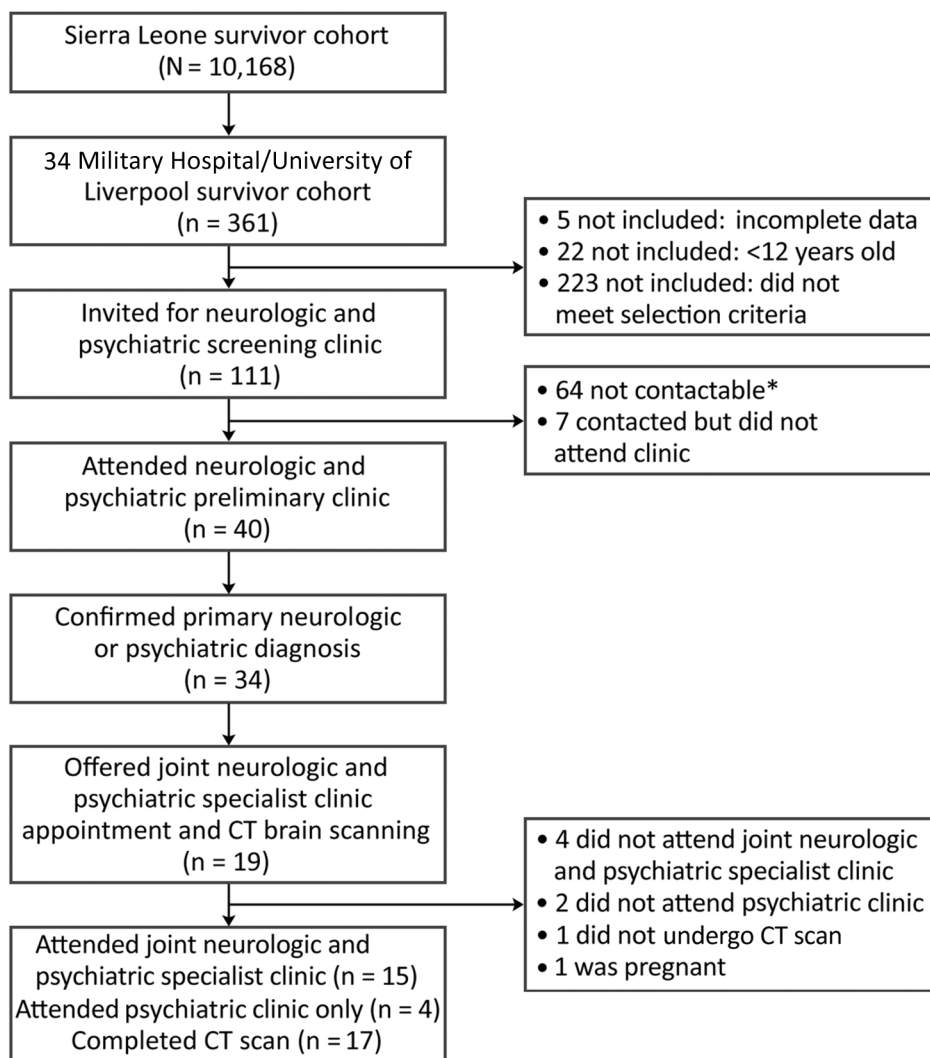 Sierra Leone survivor cohort
(N = 10,168)
34 Military Hospital/University of
Liverpool survivor cohort
(n = 361)
• 5 not included: incomplete data
• 22 not included: <12 years old
• 223 not included: did not
meet selection criteria
Invited for neurologic and
psychiatric screening clinic
(n = 111)
• 64 not contactable*
• 7 contacted but did not
attend clinic
Attended neurologic and
psychiatric preliminary clinic
(n = 40)
Confirmed primary neurologic
or psychiatric diagnosis
(n = 34)
Offered joint neurologic and
psychiatric specialist clinic
appointment and CT brain scanning
(n = 19)
• 4 did not attend joint neurologic
and psychiatric specialist clinic
• 2 did not attend psychiatric clinic
• 1 did not undergo CT scan
• 1 was pregnant
Attended joint neurologic and
psychiatric specialist clinic (n = 15)
Attended psychiatric clinic only (n = 4)
Completed CT scan (n = 17)